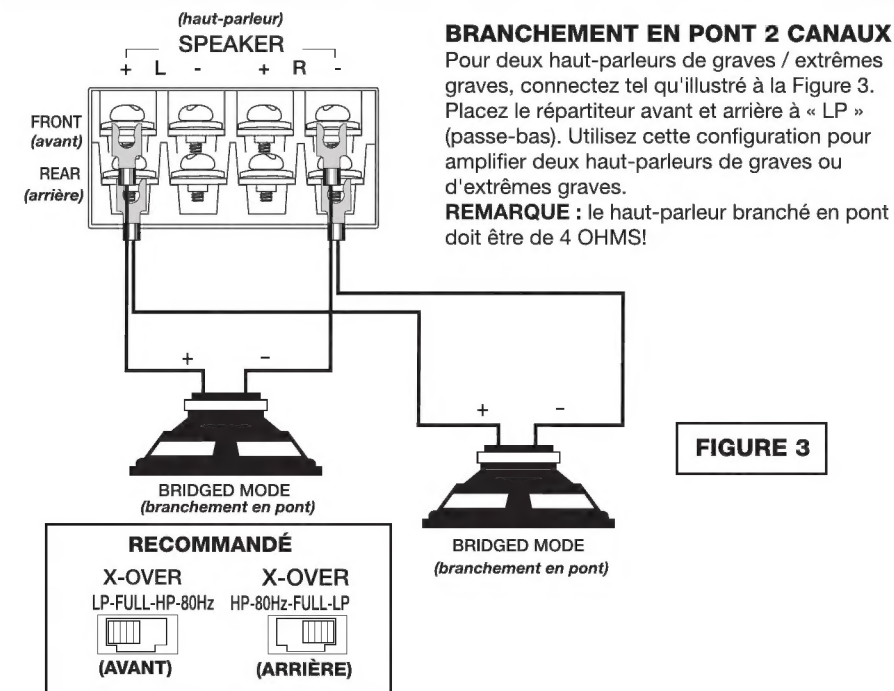 (haut-parleur)
SPEAKER
+ L - + R -
FRONT
(avant)
REAR
(arrière)
BRANCHEMENT EN PONT 2 CANAUX
Pour deux haut-parleurs de graves / extrêmes
graves, connectez tel qu'illustré à la Figure 3.
Placez le répartiteur avant et arrière à « LP »
(passe-bas). Utilisez cette configuration pour
amplifier deux haut-parleurs de graves ou
d'extrêmes graves.
REMARQUE : le haut-parleur branché en pont
doit être de 4 OHMS!
+ -
BRIDGED MODE
(branchement en pont)
+ -
BRIDGED MODE
(branchement en pont)
FIGURE 3
RECOMMANDÉ
X-OVER
LP-FULL-HP-80Hz
(AVANT)
X-OVER
HP-80Hz-FULL-LP
(ARRIÈRE)